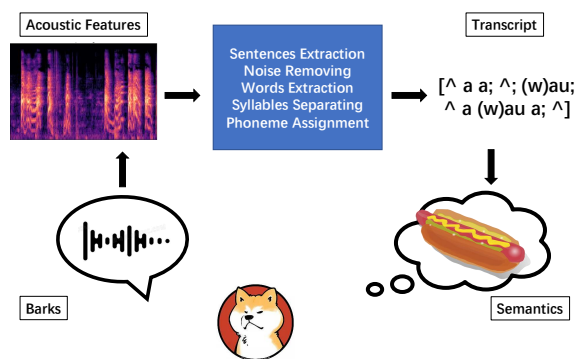 Acoustic Features
Transcript
Sentences Extraction
Noise Removing
Words Extraction
Syllables Separating
Phoneme Assignment
[^ a a; ^; (w)au;
^ a (w)au a; ^]
Barks
Semantics